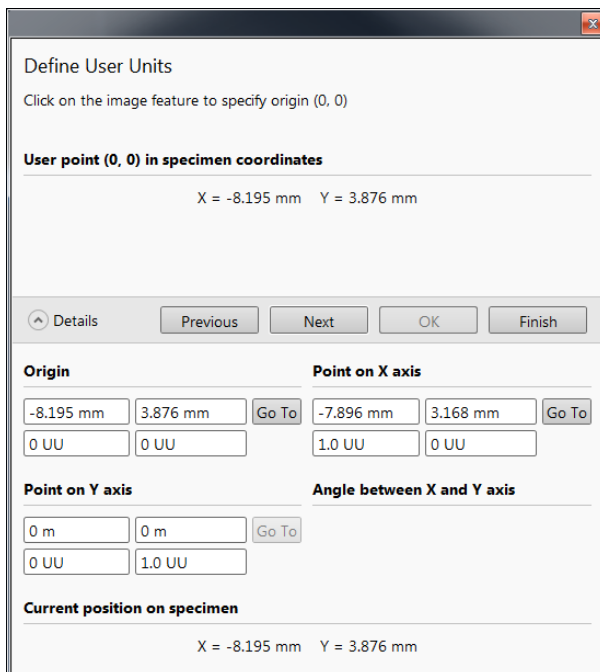 Define User Units
Click on the image feature to specify origin (0, 0)
User point (0, 0) in specimen coordinates
X = -8.195 mm Y = 3.876 mm
Details Previous Next OK Finish
Origin Point on X axis
-8.195 mm 3.876 mm Go To -7.896 mm 3.168 mm Go To
0 UU 0 UU 1.0 UU 0 UU
Point on Y axis Angle between X and Y axis
0 m 0 m Go To
0 UU 1.0 UU
Current position on specimen
X = -8.195 mm Y = 3.876 mm